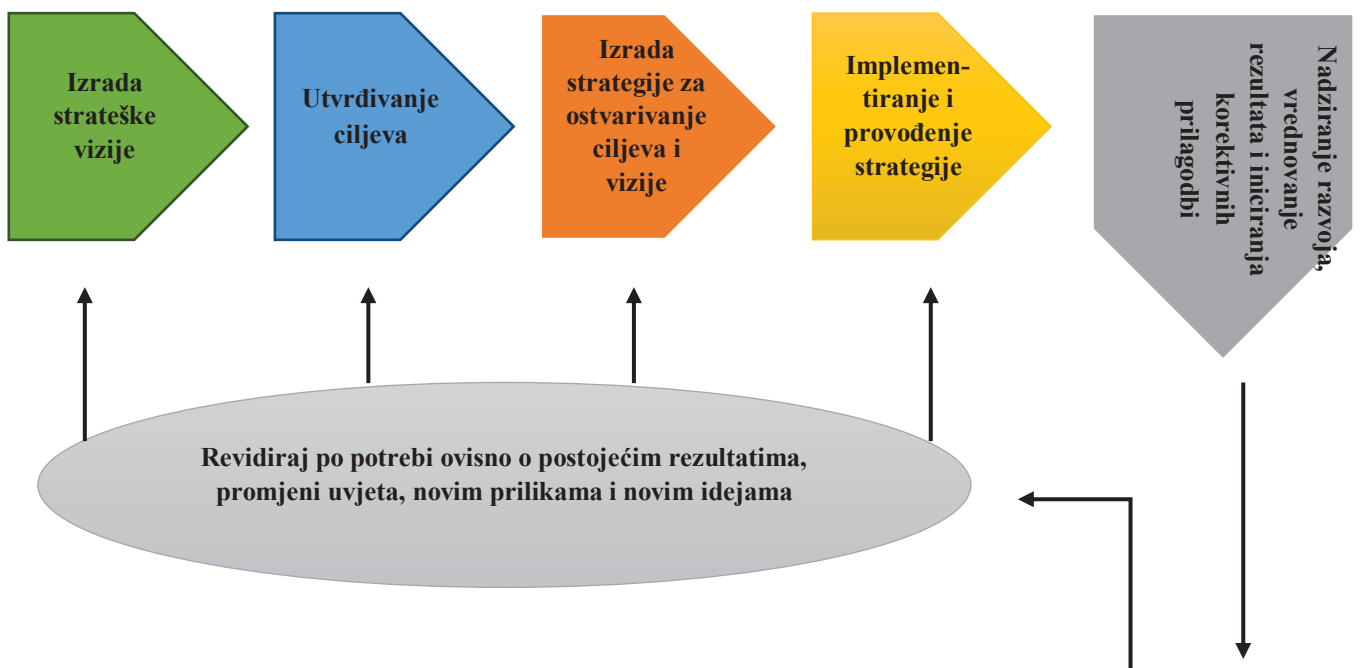 Izrada
strateške
vizije
Utvrđivanje
ciljeva
Izrada
strategije za
ostvarivanje
ciljeva i
vizije
Implemen-
tiranje i
provođenje
strategije
Nadziranje razvoja,
vrednovanje
rezultata i iniciranja
korektivnih
prilagodbi
Revidiraj po potrebi ovisno o postojećim rezultatima,
promjeni uvjeta, novim prilikama i novim idejama